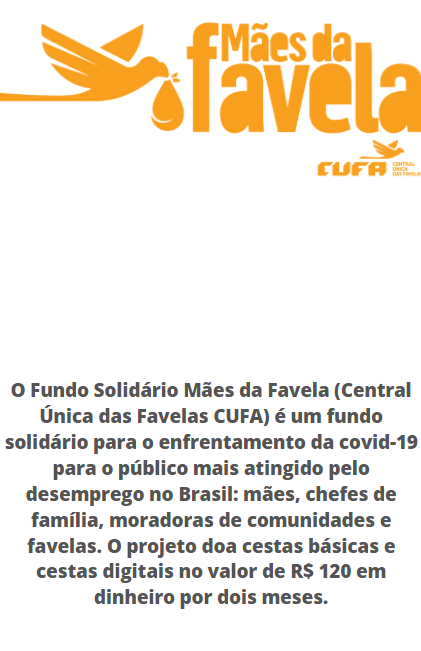 Mães da
favela
CUFA
CENTRAL
ÚNICA
DAS FAVELAS
O Fundo Solidário Mães da Favela (Central
Única das Favelas CUFA) é um fundo
solidário para o enfrentamento da covid-19
para o público mais atingido pelo
desemprego no Brasil: mães, chefes de
família, moradoras de comunidades e
favelas. O projeto doa cestas básicas e
cestas digitais no valor de R$ 120 em
dinheiro por dois meses.